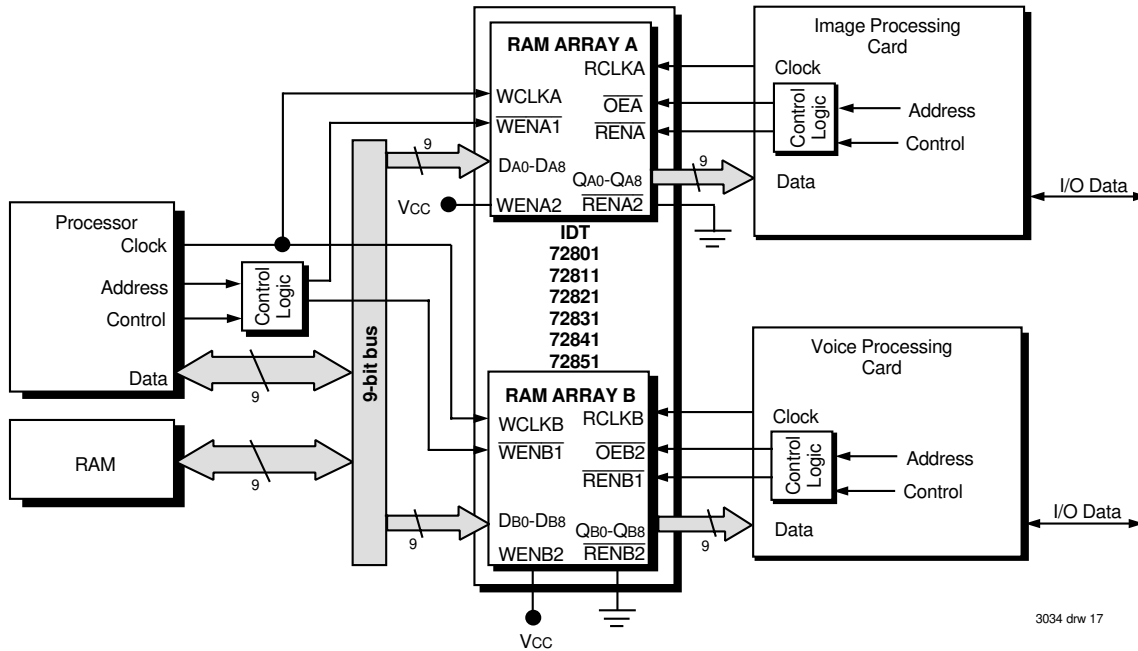 Processor
Clock
Address
Control
Data
9
RAM
9
Control
Logic
9-bit bus
9
9
VCC
RAM ARRAY A
RCLKA
WCLKA
OEA
WENA1
RENA
DA0-DA8
QA0-QA8
WENA2
RENA2
IDT
72801
72811
72821
72831
72841
72851
RAM ARRAY B
RCLKB
WCLKB
WENB1
OEB2
RENB1
DB0-DB8
QB0-QB8
WENB2
RENB2
VCC
9
9
Image Processing
Card
Clock
Control
Logic
Address
Control
Data
I/O Data
Voice Processing
Card
Clock
Control
Logic
Address
Control
Data
I/O Data
3034 drw 17